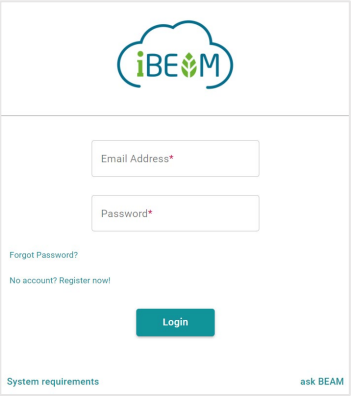 iBEAM
Email Address*
Password*
Forgot Password?
No account? Register now!
Login
System requirements
ask BEAM